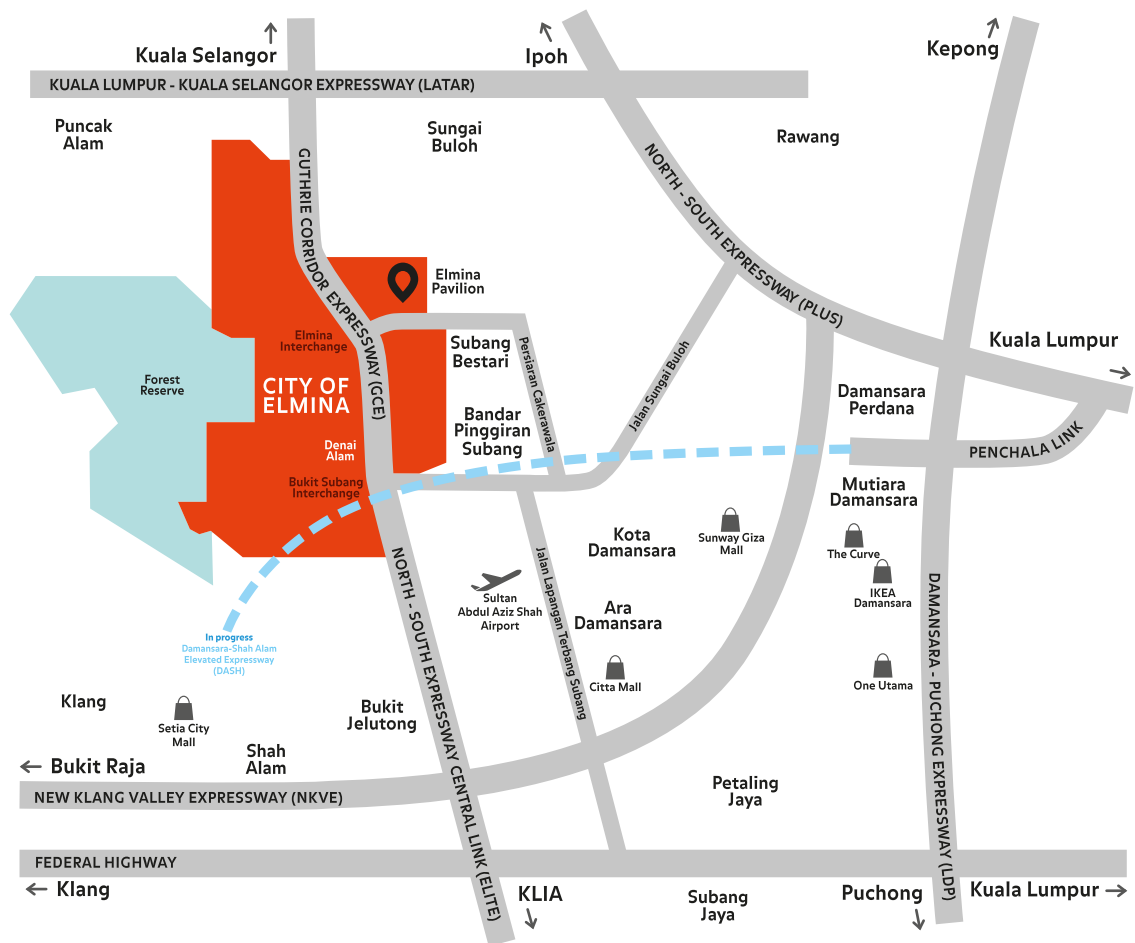 Kuala Selangor
Ipoh
Kepong
KUALA LUMPUR - KUALA SELANGOR EXPRESSWAY (LATAR)
Puncak
Alam
Sungai
Buloh
Rawang
GUTHRIE CORRIDOR EXPRESSWAY (GCE)
NORTH - SOUTH EXPRESSWAY (PLUS)
Elmina
Pavilion
Elmina
Interchange
Subang
Bestari
Persiaran Cakerawala
Jalan Sungai Buloh
Kuala Lumpur
Forest
Reserve
CITY OF
ELMINA
Damansara
Perdana
Bandar
Pinggiran
Subang
Denai
Alam
PENCHALA LINK
Bukit Subang
Interchange
Mutiara
Damansara
Kota
Damansara
Sunway Giza
Mall
The Curve
IKEA
Damansara
NORTH - SOUTH EXPRESSWAY CENTRAL LINK (ELITE)
Sultan
Abdul Aziz Shah
Airport
Jalan Lapangan Terbang Subang
Ara
Damansara
DAMANSARA - PUCHONG EXPRESSWAY (LDP)
In progress
Damansara-Shah Alam
Elevated Expressway
(DASH)
Citta Mall
One Utama
Klang
Setia City
Mall
Bukit
Jelutong
Shah
Alam
Bukit Raja
Petaling
Jaya
NEW KLANG VALLEY EXPRESSWAY (NKVE)
FEDERAL HIGHWAY
Klang
KLIA
Subang
Jaya
Puchong
Kuala Lumpur